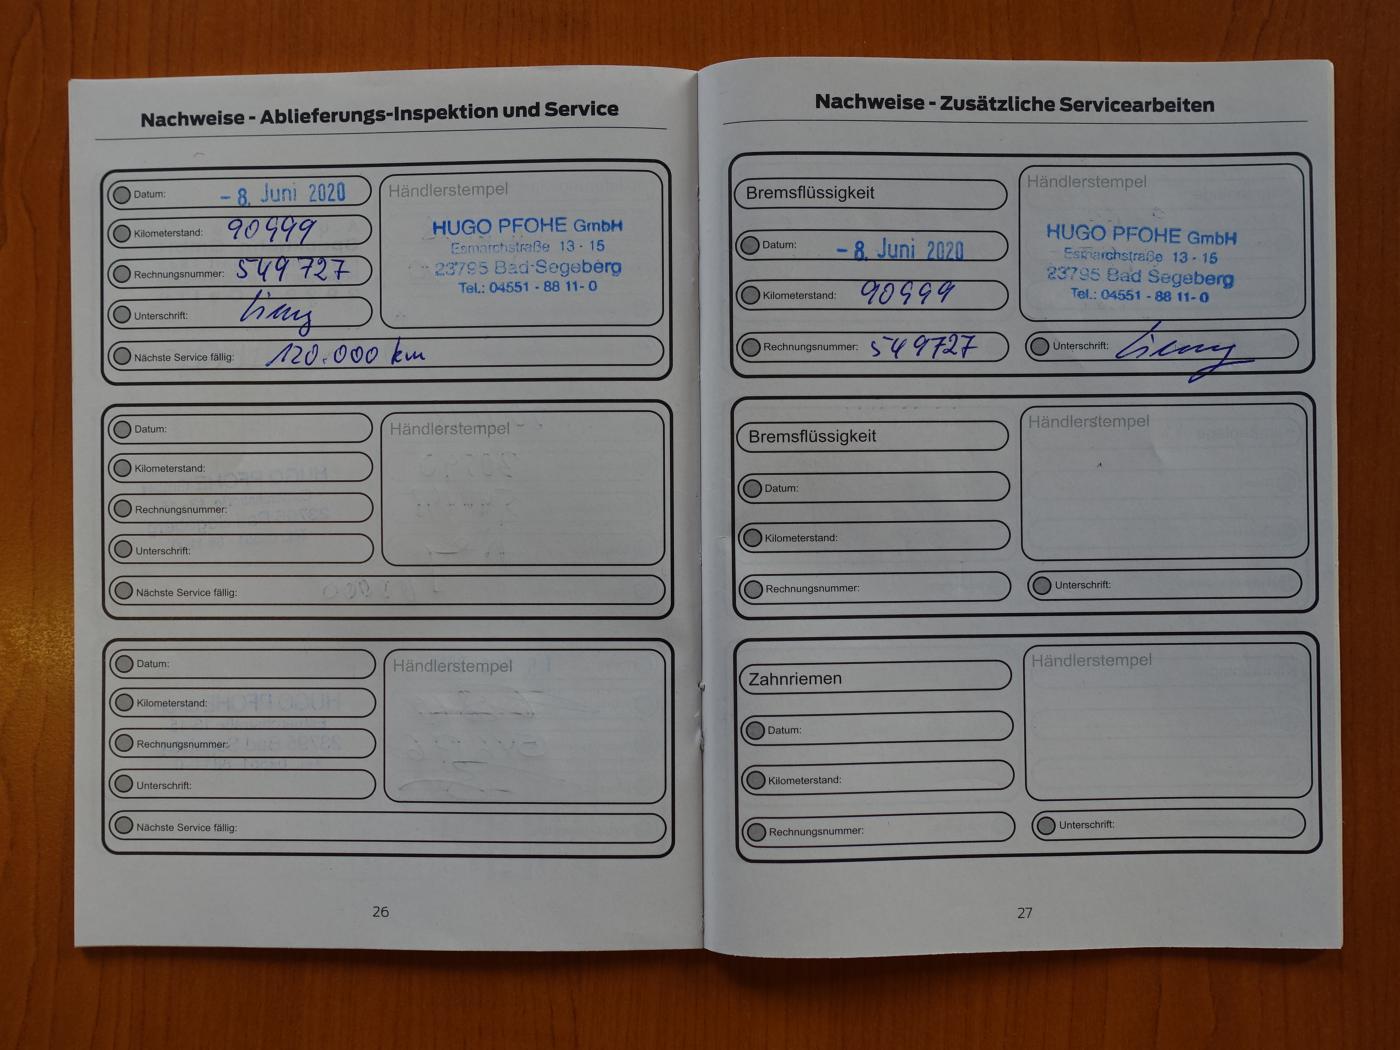 Nachweise - Ablieferungs-Inspektion und Service
Datum: - 8. Juni 2020
Kilometerstand: 90999
Rechnungsnummer: 549727
Unterschrift:
Nächste Service fällig: 120.000 km
Händlerstempel
HUGO PFOHE GmbH
Esmarchstraße 13 - 15
23795 Bad Segeberg
Tel.: 04551 - 88 11- 0
Datum:
Kilometerstand:
Rechnungsnummer:
Unterschrift:
Nächste Service fällig:
Händlerstempel
Datum:
Kilometerstand:
Rechnungsnummer:
Unterschrift:
Nächste Service fällig:
Händlerstempel
26
Nachweise - Zusätzliche Servicearbeiten
Bremsflüssigkeit
Datum: - 8. Juni 2020
Kilometerstand: 90999
Rechnungsnummer: 549727
Händlerstempel
HUGO PFOHE GmbH
Esmarchstraße 13 - 15
23795 Bad Segeberg
Tel.: 04551 - 88 11- 0
Unterschrift:
Bremsflüssigkeit
Datum:
Kilometerstand:
Rechnungsnummer:
Händlerstempel
Unterschrift:
Zahnriemen
Datum:
Kilometerstand:
Rechnungsnummer:
Händlerstempel
Unterschrift:
27